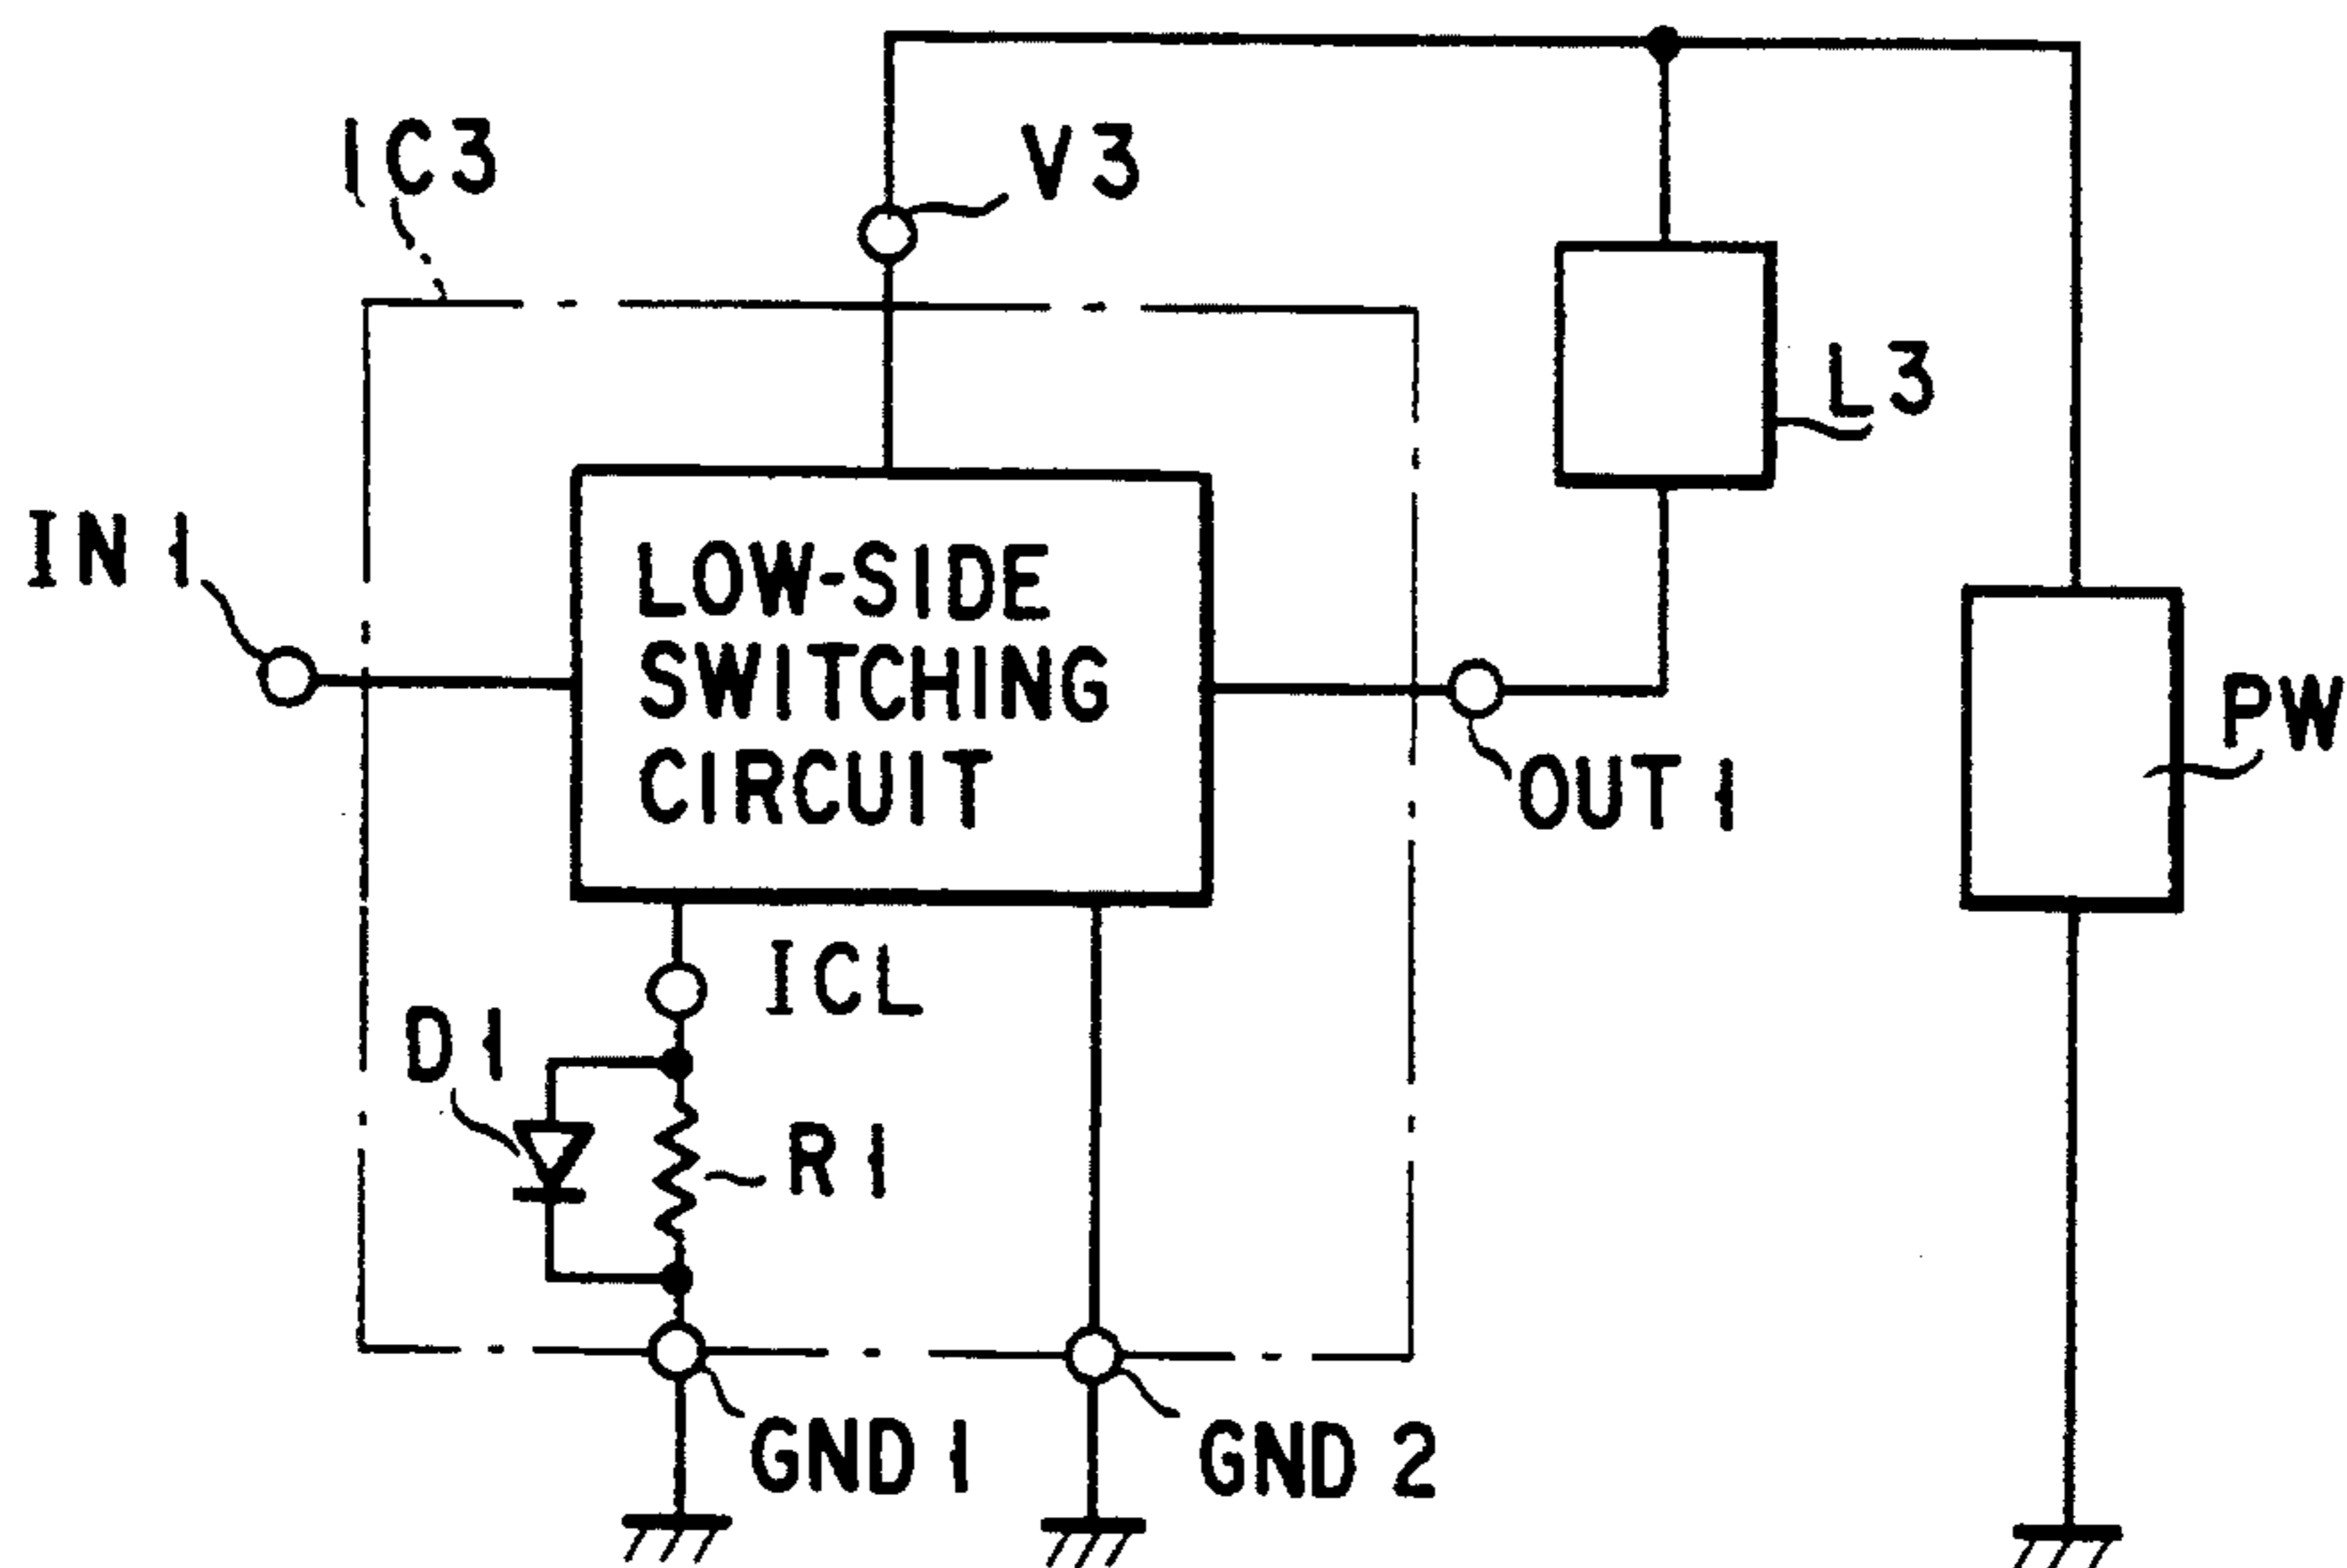 IC3
V3
L3
IN1
LOW-SIDE
SWITCHING
CIRCUIT
PW
OUT1
ICL
D1
R1
GND1
GND2